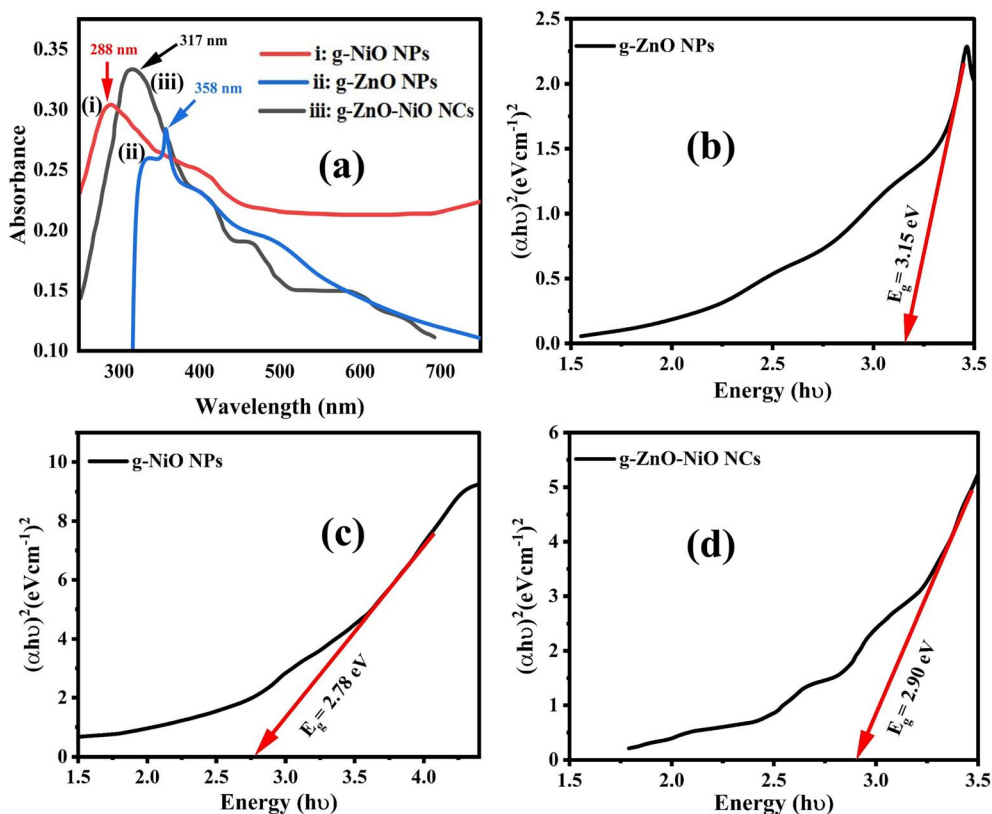 0.35
0.30
0.25
0.20
0.15
0.10
Absorbance
300 400 500 600 700
Wavelength (nm)
288 nm
317 nm
358 nm
(i)
(ii)
(iii)
i: g-NiO NPs
ii: g-ZnO NPs
iii: g-ZnO-NiO NCs
(a)
2.5
2.0
1.5
1.0
0.5
0.0
(αhυ)²(eVcm⁻¹)²
g-ZnO NPs
(b)
E_g = 3.15 eV
1.5 2.0 2.5 3.0 3.5
Energy (hυ)
10
8
6
4
2
0
(αhυ)²(eVcm⁻¹)²
g-NiO NPs
(c)
E_g = 2.78 eV
1.5 2.0 2.5 3.0 3.5 4.0
Energy (hυ)
6
5
4
3
2
1
0
(αhυ)²(eVcm⁻¹)²
g-ZnO-NiO NCs
(d)
E_g = 2.90 eV
1.5 2.0 2.5 3.0 3.5
Energy (hυ)